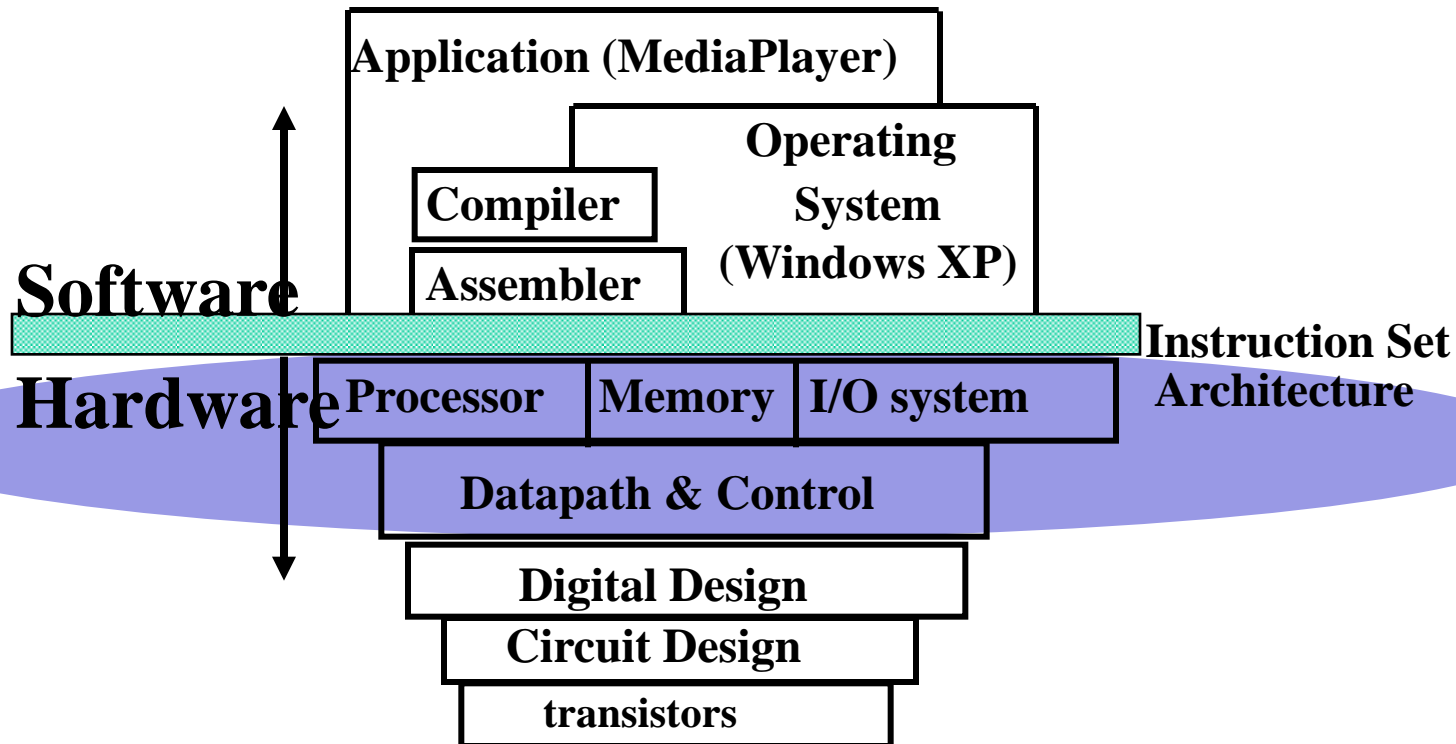 Application (MediaPlayer)
Operating
System
(Windows XP)
Compiler
Assembler
Software
Instruction Set
Architecture
Hardware
Processor
Memory
I/O system
Datapath & Control
Digital Design
Circuit Design
transistors